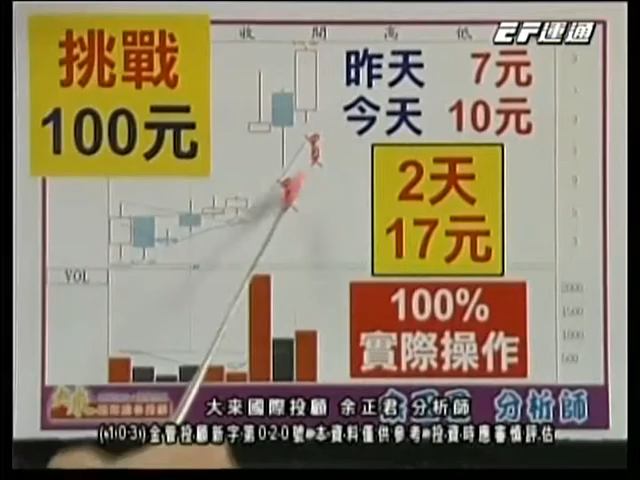 收 開 高 低
EF運通
挑戰
100元
昨天 7元
今天 10元
2天
17元
VOL
2000
1500
1000
500
100%
實際操作
大來國際投顧 余正君 分析師
分析師
(103)金管投顧新字第020號 本資料僅供參考 投資時應審慎評估